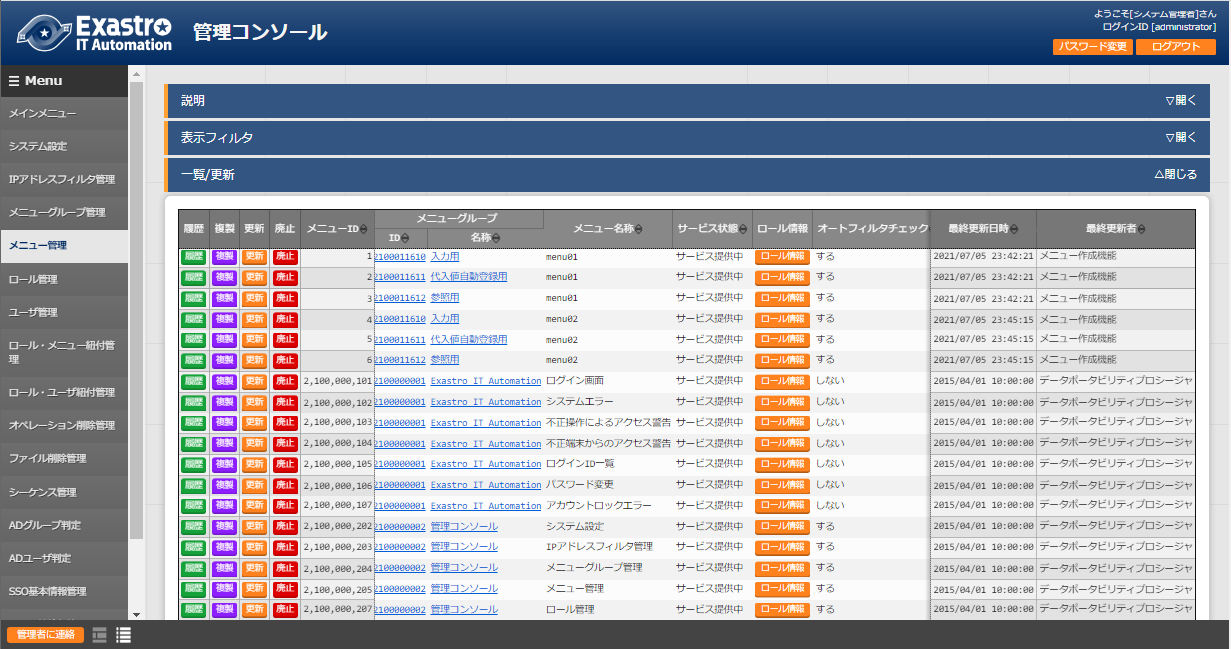 Exastro
IT Automation
管理コンソール
ようこそ[システム管理者]さん
ログインID [administrator]
パスワード変更 ログアウト
Menu
メインメニュー
システム設定
IPアドレスフィルタ管理
メニューグループ管理
メニュー管理
ロール管理
ユーザ管理
ロール・メニュー紐付管
理
ロール・ユーザ紐付管理
オペレーション削除管理
ファイル削除管理
シーケンス管理
ADグループ判定
ADユーザ判定
SSO基本情報管理
説明 ▽開く
表示フィルタ ▽開く
一覧/更新 △閉じる
履歴 複製 更新 廃止 メニューID メニューグループ メニュー名称 サービス状態 ロール情報 オートフィルタチェック 最終更新日時 最終更新者
ID 名称
履歴 複製 更新 廃止 1 2100011610 入力用 menu01 サービス提供中 ロール情報 する 2021/07/05 23:42:21 メニュー作成機能
履歴 複製 更新 廃止 2 2100011611 代入値自動登録用 menu01 サービス提供中 ロール情報 する 2021/07/05 23:42:21 メニュー作成機能
履歴 複製 更新 廃止 3 2100011612 参照用 menu01 サービス提供中 ロール情報 する 2021/07/05 23:42:21 メニュー作成機能
履歴 複製 更新 廃止 4 2100011610 入力用 menu02 サービス提供中 ロール情報 する 2021/07/05 23:45:15 メニュー作成機能
履歴 複製 更新 廃止 5 2100011611 代入値自動登録用 menu02 サービス提供中 ロール情報 する 2021/07/05 23:45:15 メニュー作成機能
履歴 複製 更新 廃止 6 2100011612 参照用 menu02 サービス提供中 ロール情報 する 2021/07/05 23:45:15 メニュー作成機能
履歴 複製 更新 廃止 2,100,000,101 2100000001 Exastro IT Automation ログイン画面 サービス提供中 ロール情報 しない 2015/04/01 10:00:00 データポータビリティプロシージャ
履歴 複製 更新 廃止 2,100,000,102 2100000001 Exastro IT Automation システムエラー サービス提供中 ロール情報 しない 2015/04/01 10:00:00 データポータビリティプロシージャ
履歴 複製 更新 廃止 2,100,000,103 2100000001 Exastro IT Automation 不正操作によるアクセス警告 サービス提供中 ロール情報 しない 2015/04/01 10:00:00 データポータビリティプロシージャ
履歴 複製 更新 廃止 2,100,000,104 2100000001 Exastro IT Automation 不正端末からのアクセス警告 サービス提供中 ロール情報 しない 2015/04/01 10:00:00 データポータビリティプロシージャ
履歴 複製 更新 廃止 2,100,000,105 2100000001 Exastro IT Automation ログインID一覧 サービス提供中 ロール情報 しない 2015/04/01 10:00:00 データポータビリティプロシージャ
履歴 複製 更新 廃止 2,100,000,106 2100000001 Exastro IT Automation パスワード変更 サービス提供中 ロール情報 しない 2015/04/01 10:00:00 データポータビリティプロシージャ
履歴 複製 更新 廃止 2,100,000,107 2100000001 Exastro IT Automation アカウントロックエラー サービス提供中 ロール情報 しない 2015/04/01 10:00:00 データポータビリティプロシージャ
履歴 複製 更新 廃止 2,100,000,202 2100000002 管理コンソール システム設定 サービス提供中 ロール情報 する 2015/04/01 10:00:00 データポータビリティプロシージャ
履歴 複製 更新 廃止 2,100,000,203 2100000002 管理コンソール IPアドレスフィルタ管理 サービス提供中 ロール情報 する 2015/04/01 10:00:00 データポータビリティプロシージャ
履歴 複製 更新 廃止 2,100,000,204 2100000002 管理コンソール メニューグループ管理 サービス提供中 ロール情報 する 2015/04/01 10:00:00 データポータビリティプロシージャ
履歴 複製 更新 廃止 2,100,000,205 2100000002 管理コンソール メニュー管理 サービス提供中 ロール情報 する 2015/04/01 10:00:00 データポータビリティプロシージャ
履歴 複製 更新 廃止 2,100,000,207 2100000002 管理コンソール ロール管理 サービス提供中 ロール情報 する 2015/04/01 10:00:00 データポータビリティプロシージャ
管理者に連絡